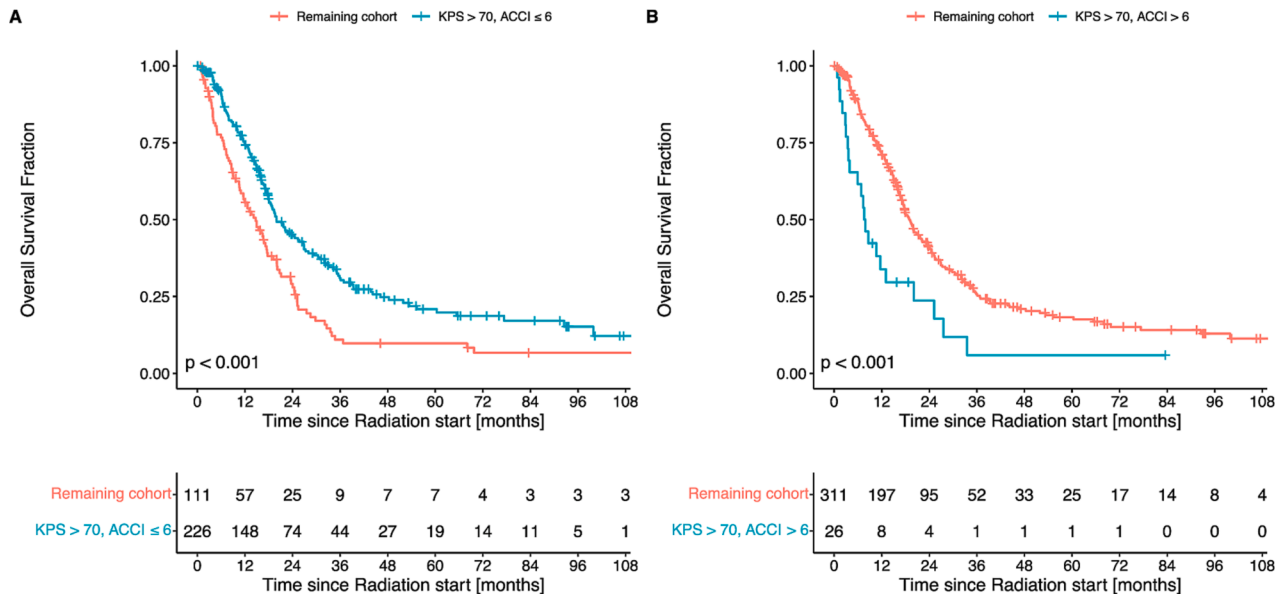 A
Remaining cohort KPS > 70, ACCI ≤ 6
Overall Survival Fraction
1.00
0.75
0.50
0.25
0.00
p < 0.001
0 12 24 36 48 60 72 84 96 108
Time since Radiation start [months]
Remaining cohort 111 57 25 9 7 7 4 3 3 3
KPS > 70, ACCI ≤ 6 226 148 74 44 27 19 14 11 5 1
0 12 24 36 48 60 72 84 96 108
Time since Radiation start [months]
B
Remaining cohort KPS > 70, ACCI > 6
Overall Survival Fraction
1.00
0.75
0.50
0.25
0.00
p < 0.001
0 12 24 36 48 60 72 84 96 108
Time since Radiation start [months]
Remaining cohort 311 197 95 52 33 25 17 14 8 4
KPS > 70, ACCI > 6 26 8 4 1 1 1 1 0 0 0
0 12 24 36 48 60 72 84 96 108
Time since Radiation start [months]